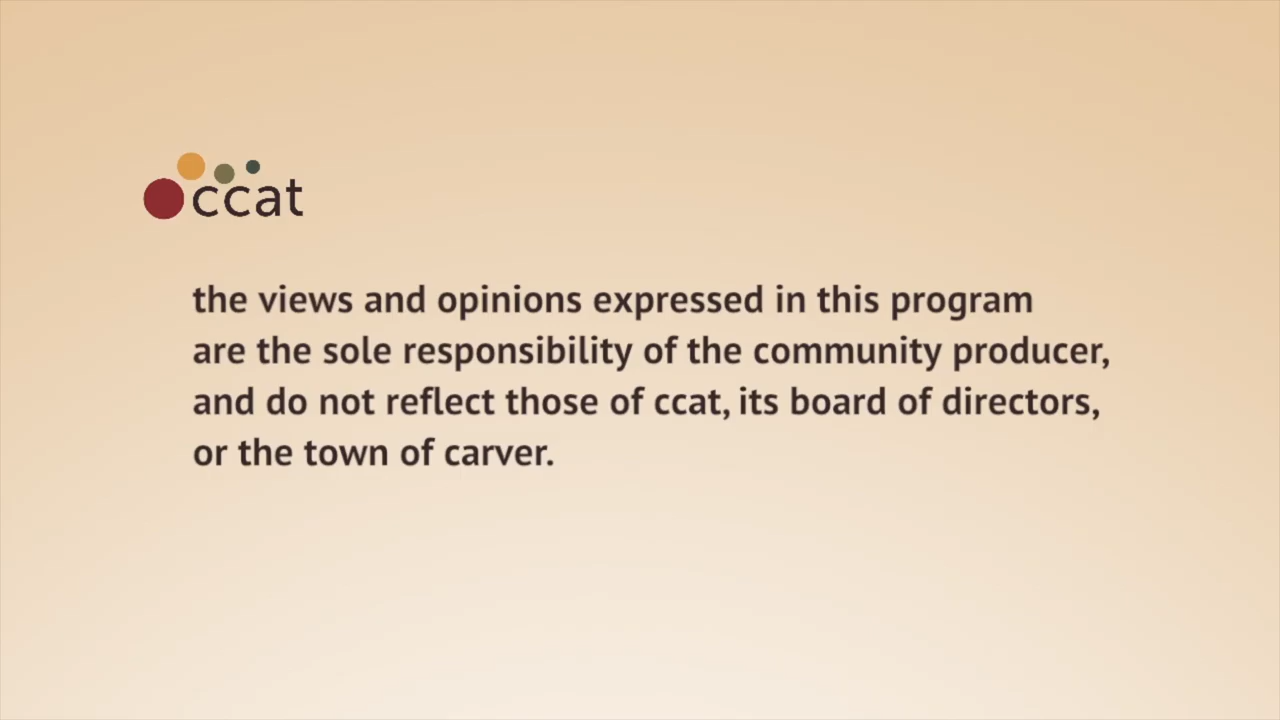 ccat
the views and opinions expressed in this program
are the sole responsibility of the community producer,
and do not reflect those of ccat, its board of directors,
or the town of carver.